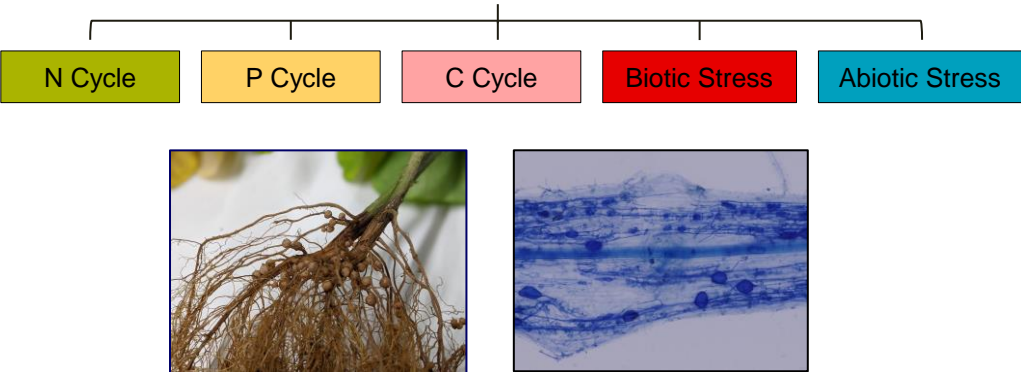 N Cycle
P Cycle
C Cycle
Biotic Stress
Abiotic Stress